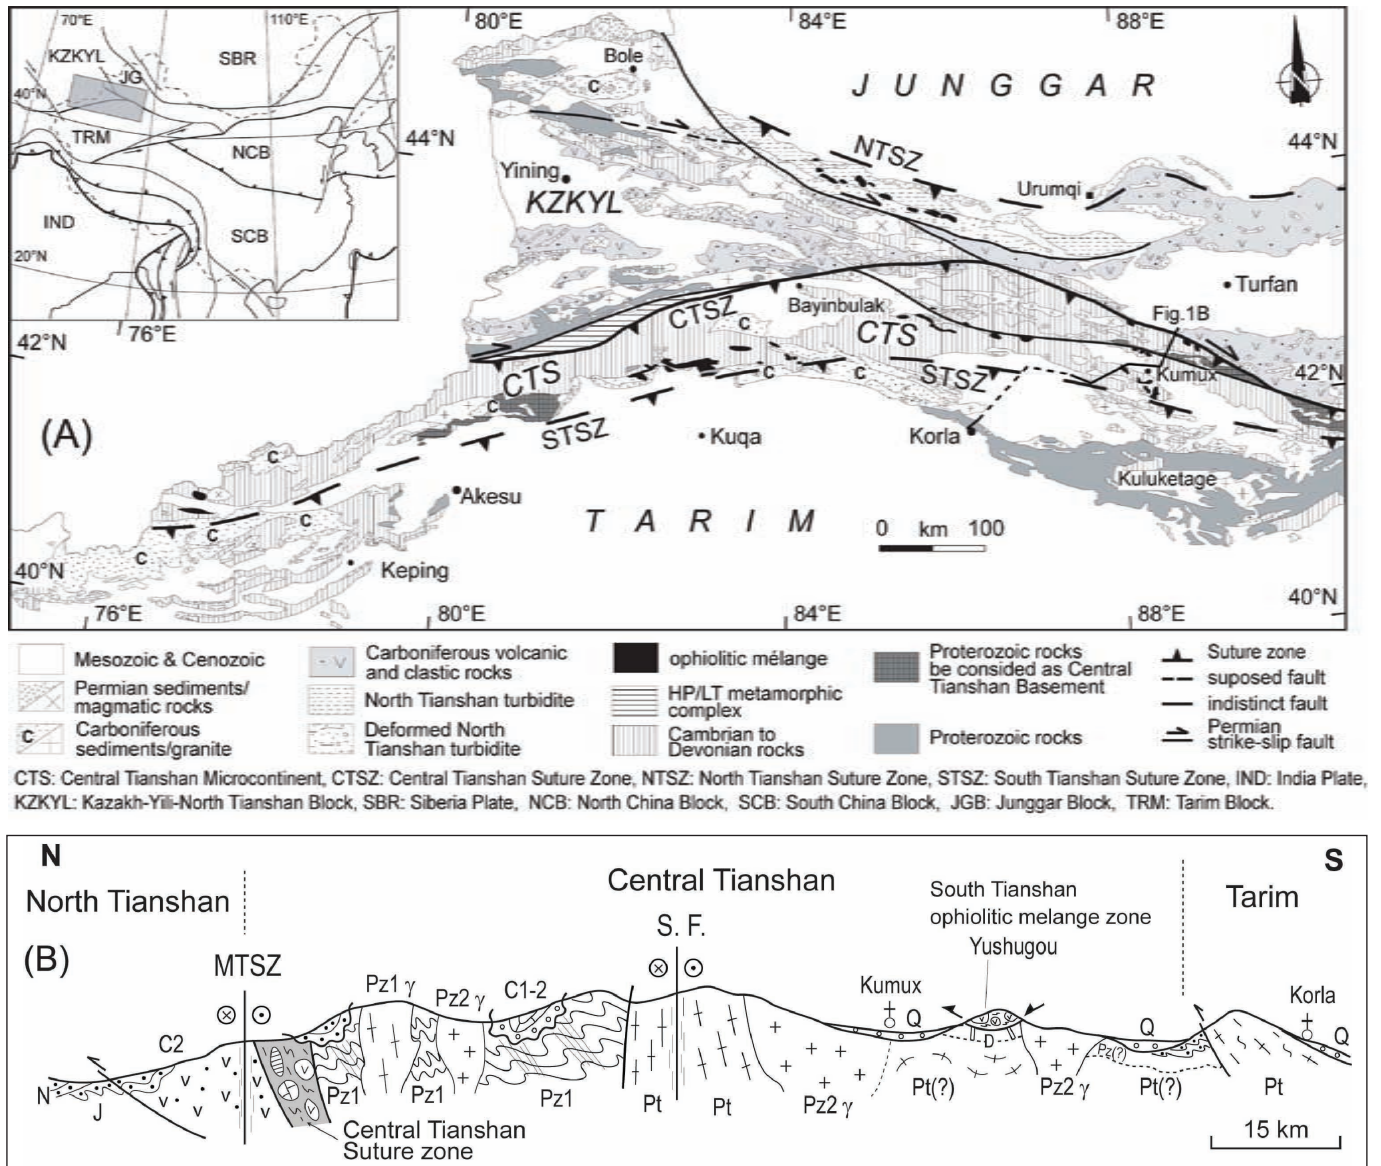 70°E
110°E
KZKYL
JG
SBR
40°N
TRM
NCB
IND
SCB
20°N
80°E
84°E
88°E
Bole
C
J U N G G A R
44°N
44°N
NTSZ
Yining
KZKYL
Urumqi
Turfan
Bayinbulak
CTSZ
C
CTS
Fig.1B
76°E
42°N
CTS
C
C
STSZ
Kumux
42°N
C
(A)
STSZ
Kuqa
Korla
C
Kuluketage
Akesu
T A R I M
0 km 100
C
C
C
Keping
40°N
40°N
76°E
80°E
84°E
88°E
Mesozoic & Cenozoic
Permian sediments/
magmatic rocks
C Carboniferous
sediments/granite
v Carboniferous volcanic
and clastic rocks
North Tianshan turbidite
Deformed North
Tianshan turbidite
ophiolitic mélange
HP/LT metamorphic
complex
Cambrian to
Devonian rocks
Proterozoic rocks
be consided as Central
Tianshan Basement
Proterozoic rocks
Suture zone
suposed fault
indistinct fault
Permian
strike-slip fault
CTS: Central Tianshan Microcontinent, CTSZ: Central Tianshan Suture Zone, NTSZ: North Tianshan Suture Zone, STSZ: South Tianshan Suture Zone, IND: India Plate,
KZKYL: Kazakh-Yili-North Tianshan Block, SBR: Siberia Plate, NCB: North China Block, SCB: South China Block, JGB: Junggar Block, TRM: Tarim Block.
N
S
North Tianshan
Central Tianshan
South Tianshan
ophiolitic melange zone
Yushugou
Tarim
(B)
MTSZ
S. F.
Pz1 γ
Pz2 γ
C1-2
Kumux
Q
Korla
Q
Q
C2
N
J
v v v v v
Pz1
Pz1
Pz1
Pt
Pt
Pz2 γ
Pt(?)
D
Pz2 γ
Pz(?)
Pt(?)
Pt
Central Tianshan
Suture zone
15 km